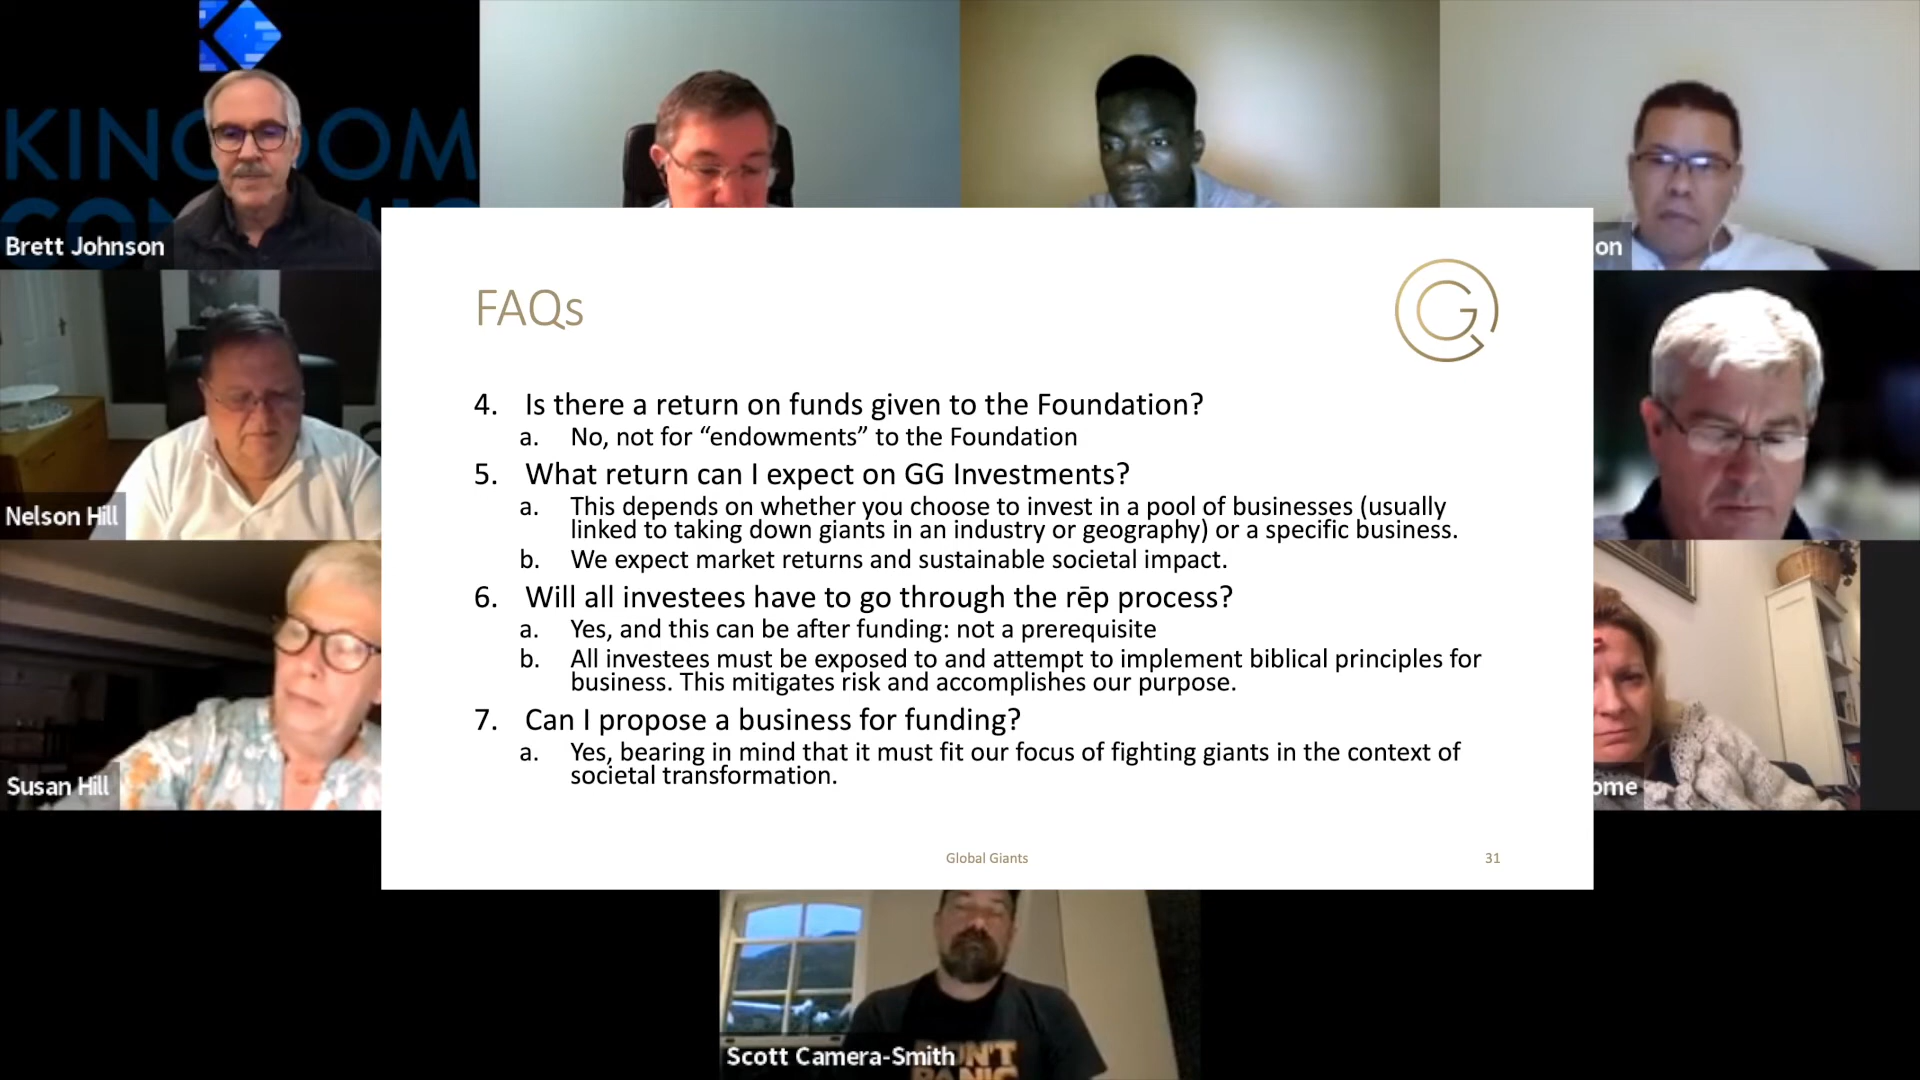 KINGDOM
Brett Johnson
on
FAQs
4. Is there a return on funds given to the Foundation?
a. No, not for “endowments” to the Foundation
5. What return can I expect on GG Investments?
a. This depends on whether you choose to invest in a pool of businesses (usually
linked to taking down giants in an industry or geography) or a specific business.
b. We expect market returns and sustainable societal impact.
6. Will all investees have to go through the rēp process?
a. Yes, and this can be after funding: not a prerequisite
b. All investees must be exposed to and attempt to implement biblical principles for
business. This mitigates risk and accomplishes our purpose.
7. Can I propose a business for funding?
a. Yes, bearing in mind that it must fit our focus of fighting giants in the context of
societal transformation.
Global Giants 31
Nelson Hill
Susan Hill
ome
Scott Camera-Smith